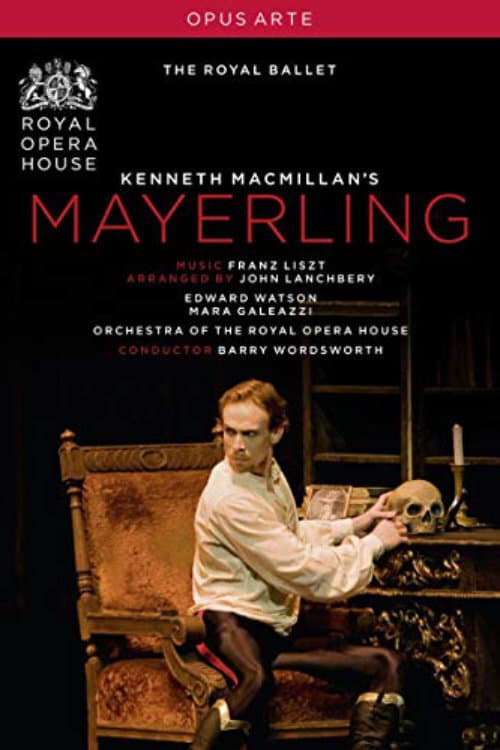 OPUS ARTE
THE ROYAL BALLET
ROYAL
OPERA
HOUSE
KENNETH MACMILLAN'S
MAYERLING
MUSIC FRANZ LISZT
ARRANGED BY JOHN LANCHBERY
EDWARD WATSON
MARA GALEAZZI
ORCHESTRA OF THE ROYAL OPERA HOUSE
CONDUCTOR BARRY WORDSWORTH